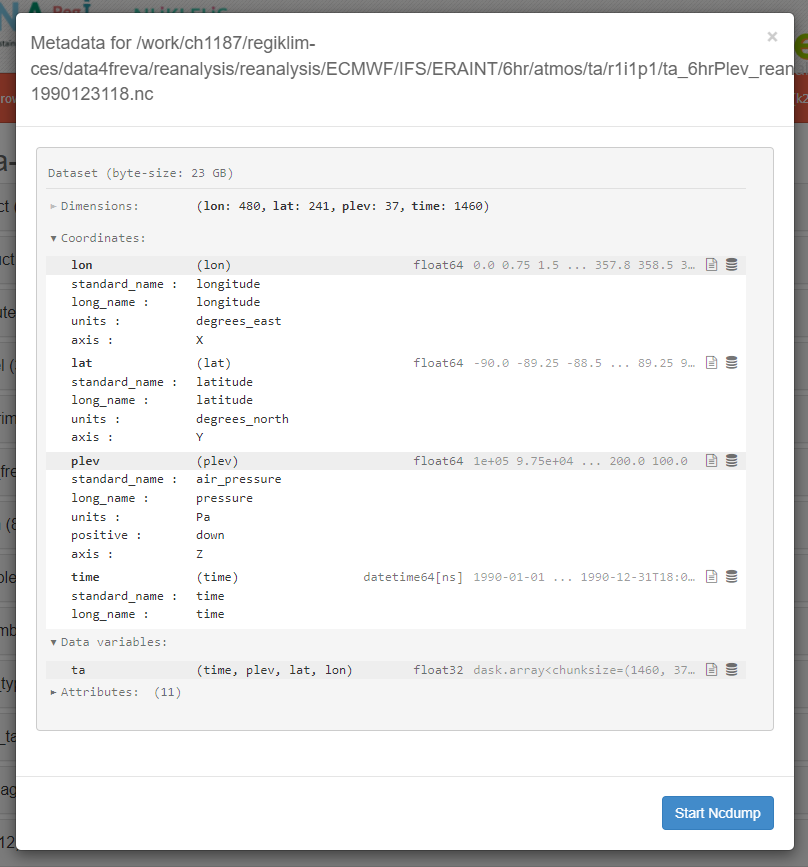 Metadata for /work/ch1187/regiklim-
ces/data4freva/reanalysis/reanalysis/ECMWF/IFS/ERAINT/6hr/atmos/ta/r1i1p1/ta_6hrPlev_reana
1990123118.nc
×
Dataset (byte-size: 23 GB)
► Dimensions: (lon: 480, lat: 241, plev: 37, time: 1460)
▼ Coordinates:
lon (lon) float64 0.0 0.75 1.5 ... 357.8 358.5 3…
standard_name : longitude
long_name : longitude
units : degrees_east
axis : X
lat (lat) float64 -90.0 -89.25 -88.5 ... 89.25 9…
standard_name : latitude
long_name : latitude
units : degrees_north
axis : Y
plev (plev) float64 1e+05 9.75e+04 ... 200.0 100.0
standard_name : air_pressure
long_name : pressure
units : Pa
positive : down
axis : Z
time (time) datetime64[ns] 1990-01-01 ... 1990-12-31T18:0…
standard_name : time
long_name : time
▼ Data variables:
ta (time, plev, lat, lon) float32 dask.array<chunksize=(1460, 37…
► Attributes: (11)
Start Ncdump